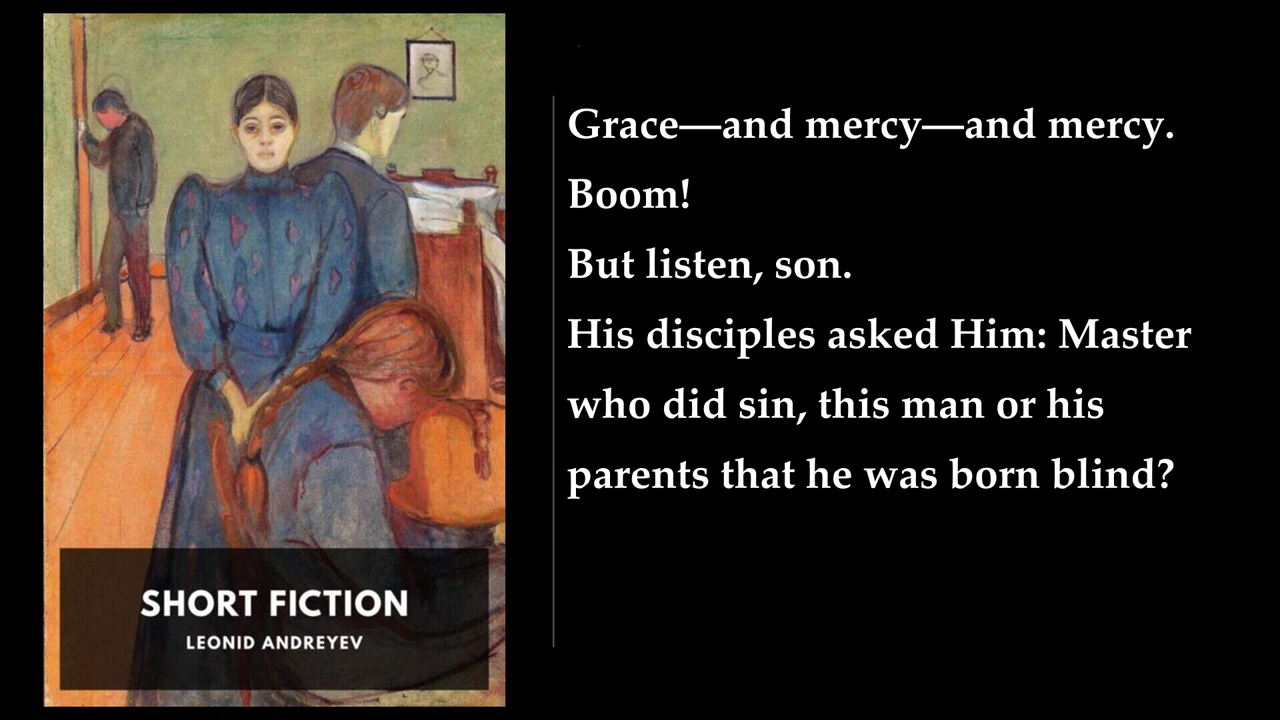 Grace—and mercy—and mercy.
Boom!
But listen, son.
His disciples asked Him: Master
who did sin, this man or his
parents that he was born blind?
SHORT FICTION
LEONID ANDREYEV